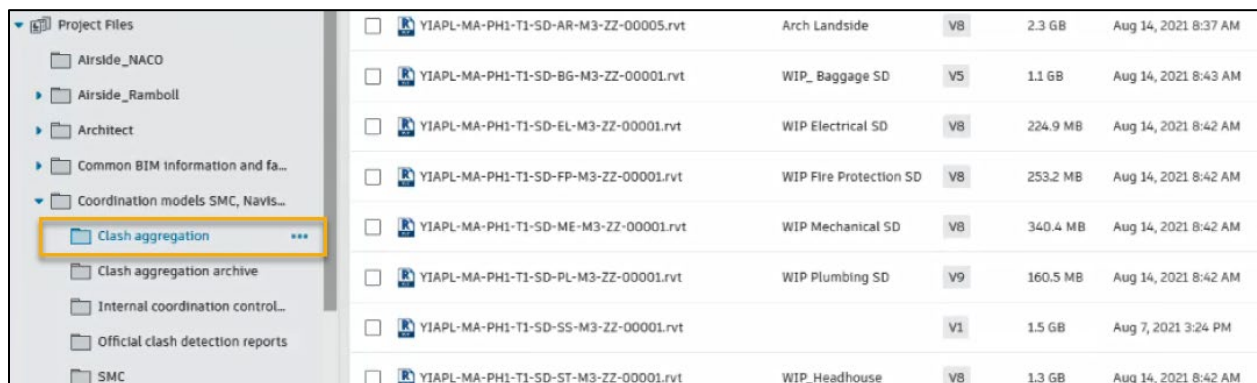 Project Files
Airside_NACO
Airside_Ramboll
Architect
Common BIM information and fa...
Coordination models SMC, Navis...
Clash aggregation
Clash aggregation archive
Internal coordination control...
Official clash detection reports
SMC
YIAPL-MA-PH1-T1-SD-AR-M3-ZZ-00005.rvt Arch Landside V8 2.3 GB Aug 14, 2021 8:37 AM
YIAPL-MA-PH1-T1-SD-BG-M3-ZZ-00001.rvt WIP_ Baggage SD V5 1.1 GB Aug 14, 2021 8:43 AM
YIAPL-MA-PH1-T1-SD-EL-M3-ZZ-00001.rvt WIP Electrical SD V8 224.9 MB Aug 14, 2021 8:42 AM
YIAPL-MA-PH1-T1-SD-FP-M3-ZZ-00001.rvt WIP Fire Protection SD V8 253.2 MB Aug 14, 2021 8:42 AM
YIAPL-MA-PH1-T1-SD-ME-M3-ZZ-00001.rvt WIP Mechanical SD V8 340.4 MB Aug 14, 2021 8:42 AM
YIAPL-MA-PH1-T1-SD-PL-M3-ZZ-00001.rvt WIP Plumbing SD V9 160.5 MB Aug 14, 2021 8:42 AM
YIAPL-MA-PH1-T1-SD-SS-M3-ZZ-00001.rvt V1 1.5 GB Aug 7, 2021 3:24 PM
YIAPL-MA-PH1-T1-SD-ST-M3-ZZ-00001.rvt WIP_Headhouse V8 1.3 GB Aug 14, 2021 8:42 AM